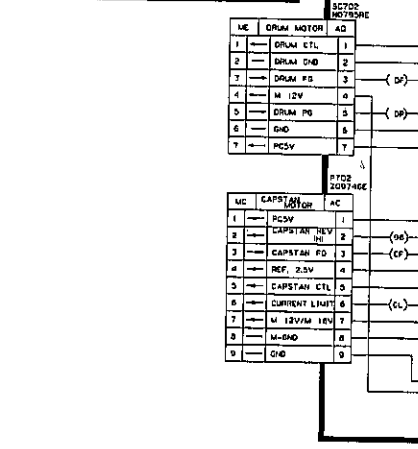 SC702
ME DRUM MOTOR AD
1 DRUM CTL 1
2 DRUM GND 2
3 DRUM FG 3 (DF)
4 M 12V 4
5 DRUM PG 5 (DP)
6 GND 6
7 PC5V 7
P702
MC CAPSTAN MOTOR AC
1 PC5V 1
2 CAPSTAN REV (H) 2
3 CAPSTAN FG 3 (CF)
4 REF. 2.5V 4
5 CAPSTAN CTL 5
6 CURRENT LIMIT 6 (CL)
7 M 12V/M 16V 7
8 M-GND 8
9 GND 9